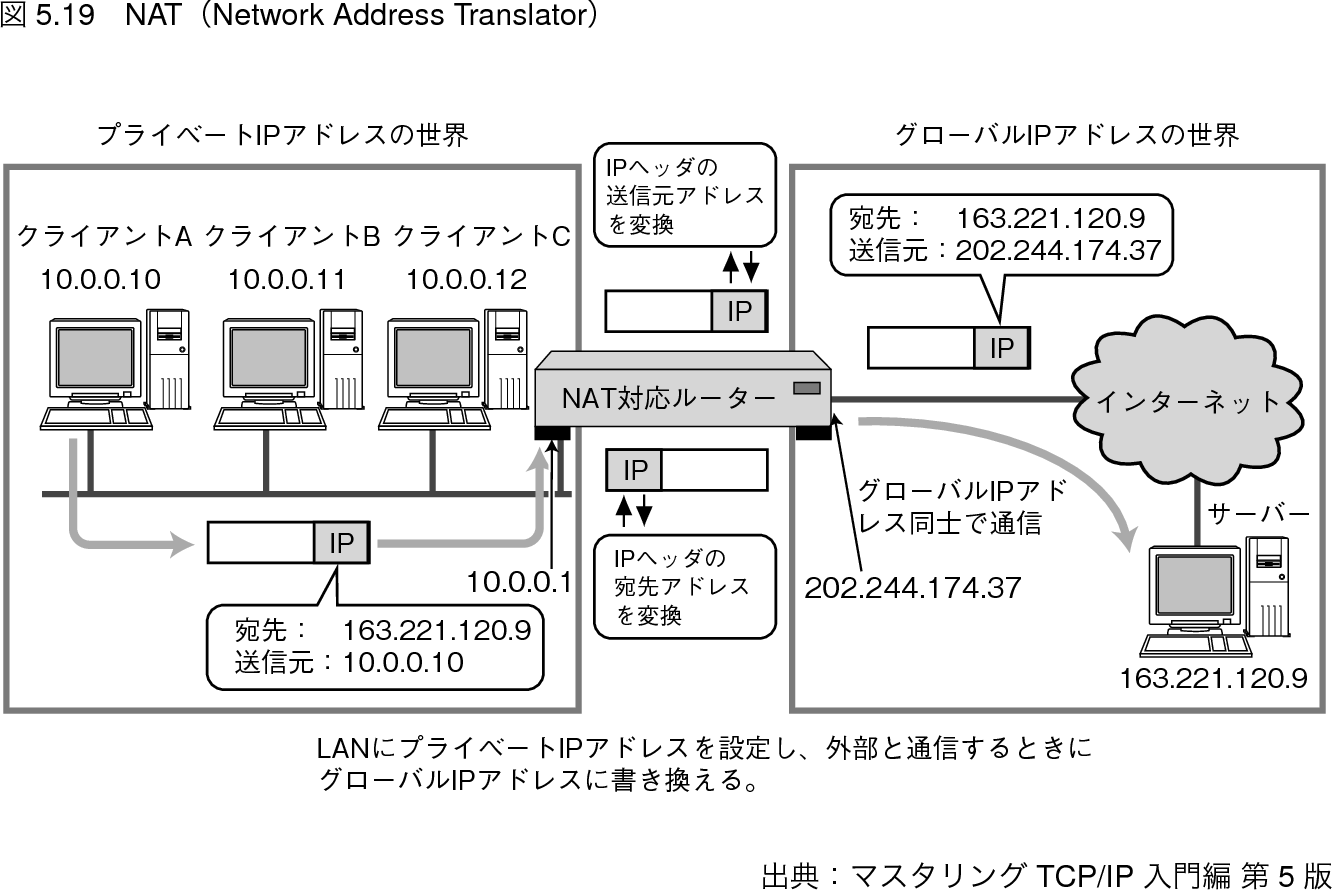 図 5.19　NAT（Network Address Translator）
プライベートIPアドレスの世界
グローバルIPアドレスの世界
IPヘッダの
送信元アドレス
を変換
宛先：　163.221.120.9
送信元：202.244.174.37
クライアントA クライアントB クライアントC
10.0.0.10 10.0.0.11 10.0.0.12
IP
IP
NAT対応ルーター
インターネット
IP
グローバルIPアド
レス同士で通信
サーバー
IP
IPヘッダの
宛先アドレス
を変換
10.0.0.1
202.244.174.37
宛先：　163.221.120.9
送信元：10.0.0.10
163.221.120.9
LANにプライベートIPアドレスを設定し、外部と通信するときに
グローバルIPアドレスに書き換える。
出典：マスタリング TCP/IP 入門編 第 5 版